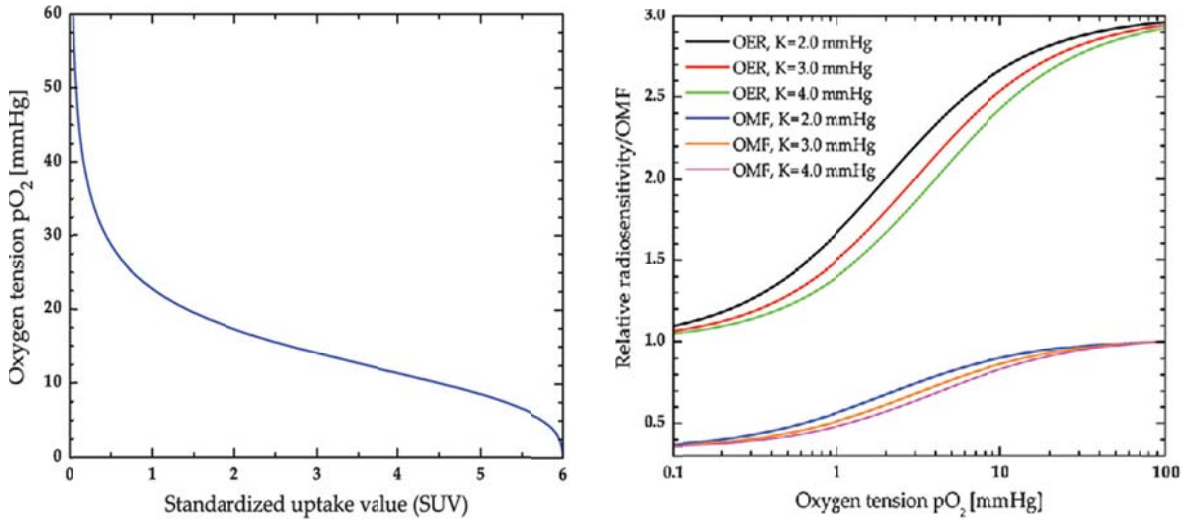 Oxygen tension pO2 [mmHg]
60
50
40
30
20
10
0
0 1 2 3 4 5 6
Standardized uptake value (SUV)
Relative radiosensitivity/OMF
3.0
2.5
2.0
1.5
1.0
0.5
OER, K=2.0 mmHg
OER, K=3.0 mmHg
OER, K=4.0 mmHg
OMF, K=2.0 mmHg
OMF, K=3.0 mmHg
OMF, K=4.0 mmHg
0.1 1 10 100
Oxygen tension pO2 [mmHg]